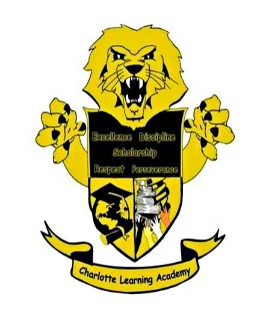 Excellence Discipline
Scholarship
Respect Perseverance
Charlotte Learning Academy